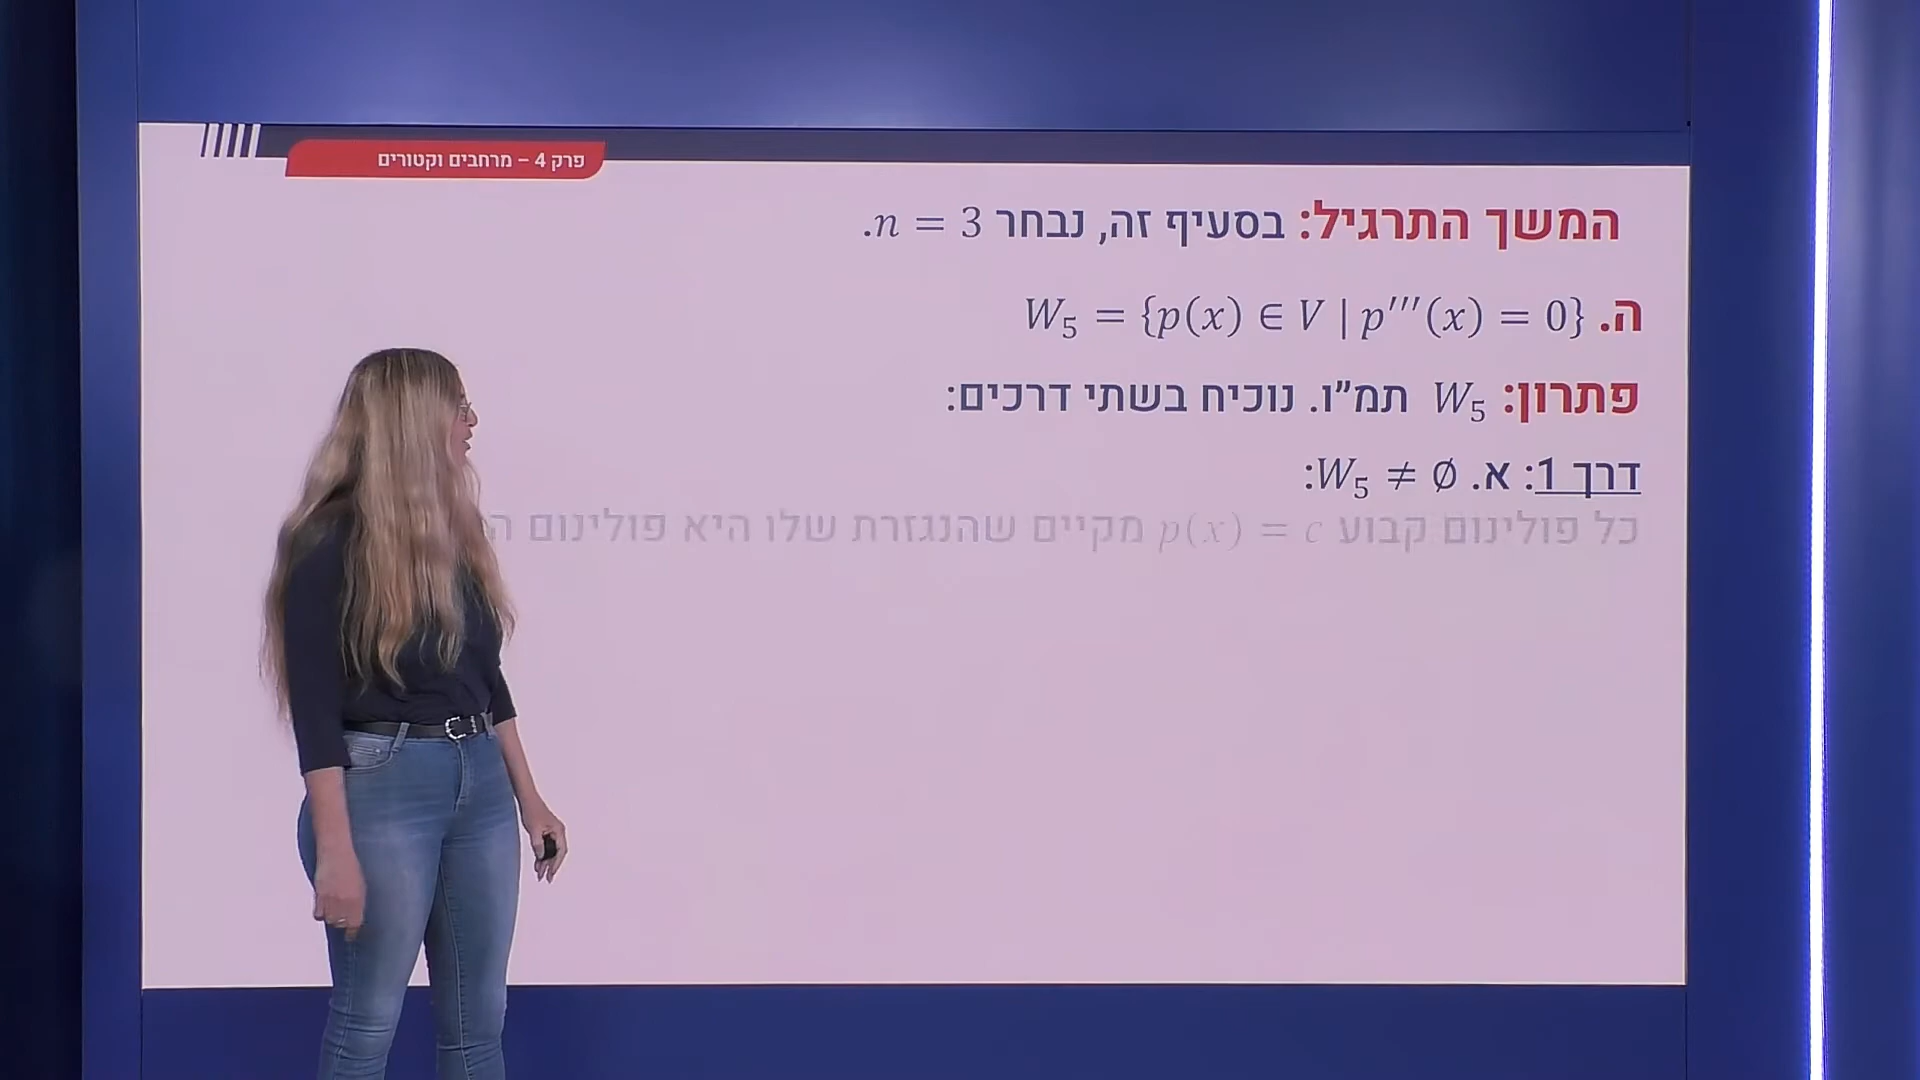 פרק 4 – מרחבים וקטורים
המשך התרגיל: בסעיף זה, נבחר n = 3.
ה. W₅ = {p(x) ∈ V | p′′′(x) = 0}
פתרון: W₅ תמ״ו. נוכיח בשתי דרכים:
דרך 1: א. W₅ ≠ ∅:
כל פולינום קבוע p(x) = c מקיים שהנגזרת שלו היא פולינום